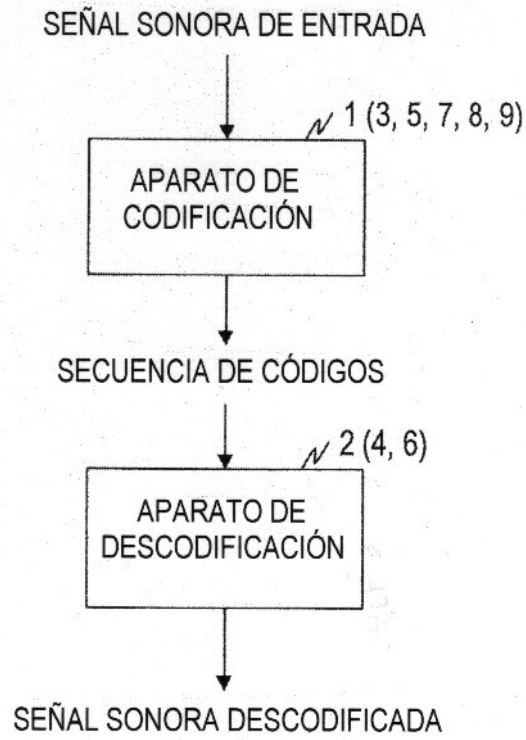 SEÑAL SONORA DE ENTRADA
1 (3, 5, 7, 8, 9)
APARATO DE
CODIFICACIÓN
SECUENCIA DE CÓDIGOS
2 (4, 6)
APARATO DE
DESCODIFICACIÓN
SEÑAL SONORA DESCODIFICADA